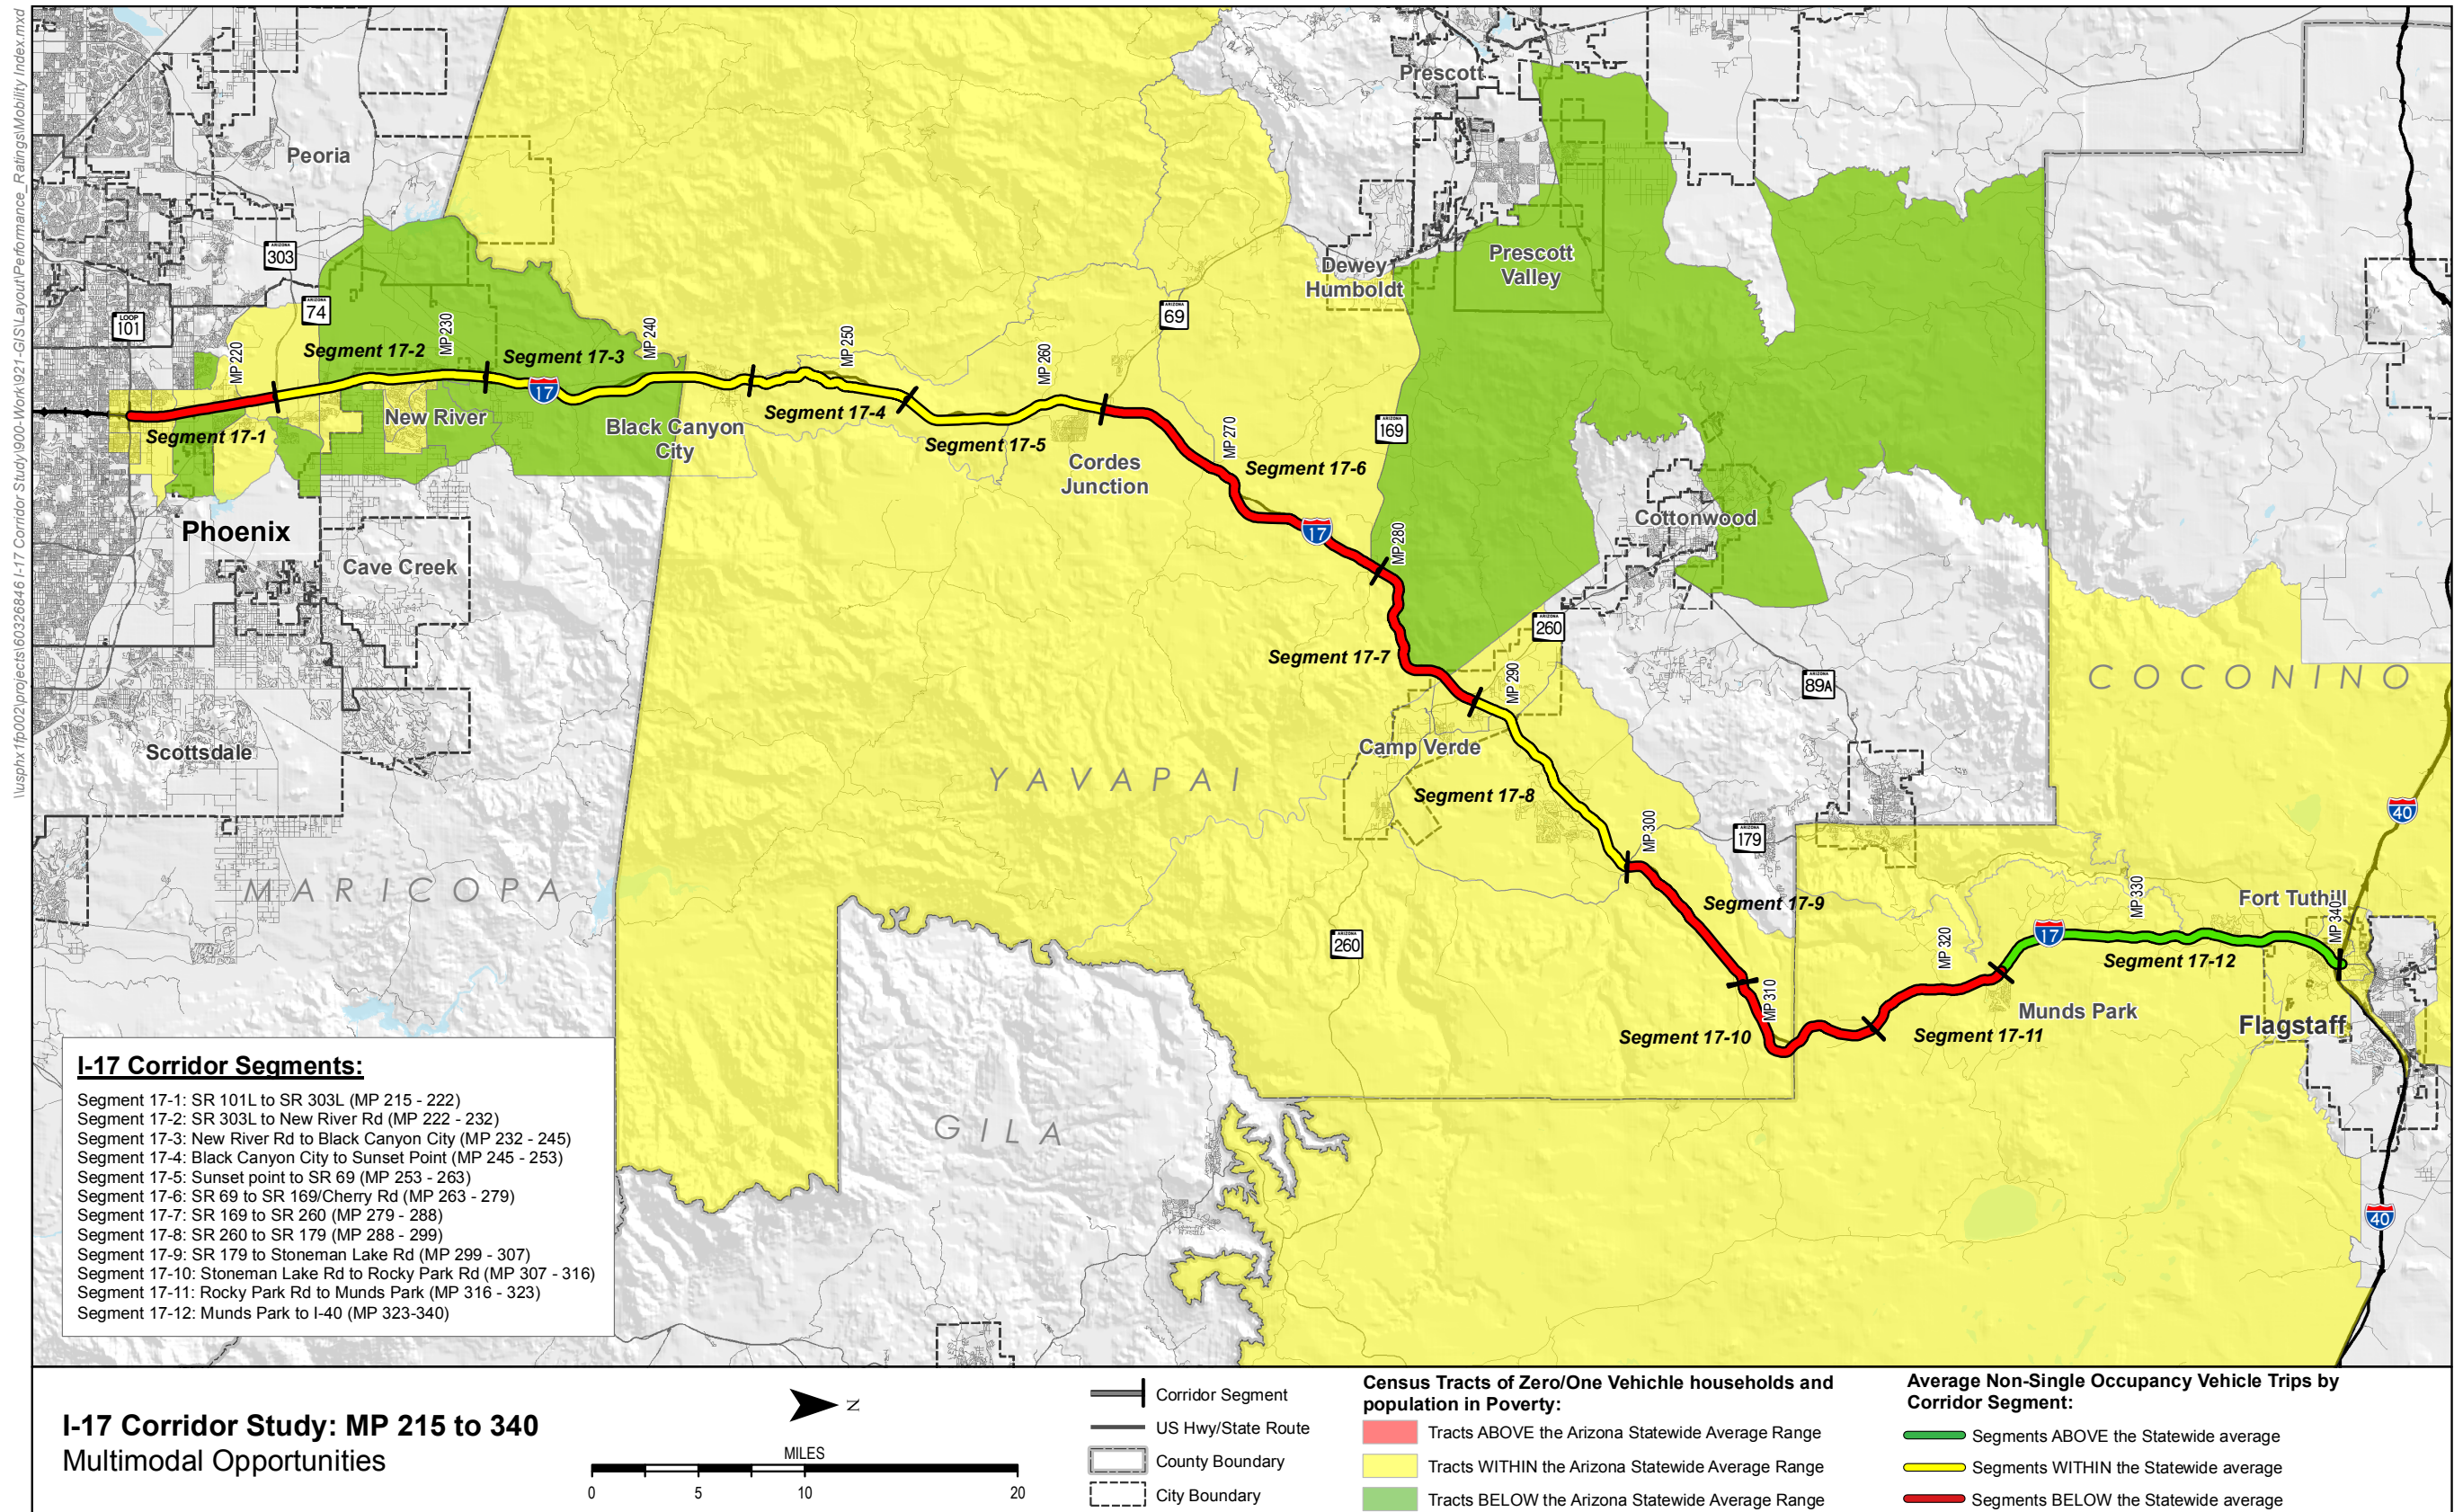 \\usphx1fp002\projects\60326846 I-17 Corridor Study\900-Work\921-GIS\Layout\Performance_Ratings\Mobility Index.mxd
Prescott
Peoria
ARIZONA
303
Prescott
Valley
Dewey-
Humboldt
LOOP
101
ARIZONA
74
ARIZONA
69
MP 220
Segment 17-2
MP 230
Segment 17-3
MP 240
MP 250
MP 260
17
Segment 17-1
New River
Black Canyon
City
Segment 17-4
Segment 17-5
Cordes
Junction
MP 270
Segment 17-6
ARIZONA
169
17
MP 280
Cottonwood
Phoenix
Cave Creek
ARIZONA
260
Segment 17-7
MP 290
ARIZONA
89A
COCONINO
Scottsdale
Camp Verde
YAVAPAI
Segment 17-8
MP 300
ARIZONA
179
40
MARICOPA
Segment 17-9
Fort Tuthill
MP 330
MP 340
ARIZONA
260
MP 320
17
Segment 17-12
MP 310
Segment 17-10
Segment 17-11
Munds Park
Flagstaff
GILA
40
I-17 Corridor Segments:
Segment 17-1: SR 101L to SR 303L (MP 215 - 222)
Segment 17-2: SR 303L to New River Rd (MP 222 - 232)
Segment 17-3: New River Rd to Black Canyon City (MP 232 - 245)
Segment 17-4: Black Canyon City to Sunset Point (MP 245 - 253)
Segment 17-5: Sunset point to SR 69 (MP 253 - 263)
Segment 17-6: SR 69 to SR 169/Cherry Rd (MP 263 - 279)
Segment 17-7: SR 169 to SR 260 (MP 279 - 288)
Segment 17-8: SR 260 to SR 179 (MP 288 - 299)
Segment 17-9: SR 179 to Stoneman Lake Rd (MP 299 - 307)
Segment 17-10: Stoneman Lake Rd to Rocky Park Rd (MP 307 - 316)
Segment 17-11: Rocky Park Rd to Munds Park (MP 316 - 323)
Segment 17-12: Munds Park to I-40 (MP 323-340)
I-17 Corridor Study: MP 215 to 340
Multimodal Opportunities
N
MILES
0 5 10 20
Corridor Segment
US Hwy/State Route
County Boundary
City Boundary
Census Tracts of Zero/One Vehichle households and
population in Poverty:
Tracts ABOVE the Arizona Statewide Average Range
Tracts WITHIN the Arizona Statewide Average Range
Tracts BELOW the Arizona Statewide Average Range
Average Non-Single Occupancy Vehicle Trips by
Corridor Segment:
Segments ABOVE the Statewide average
Segments WITHIN the Statewide average
Segments BELOW the Statewide average